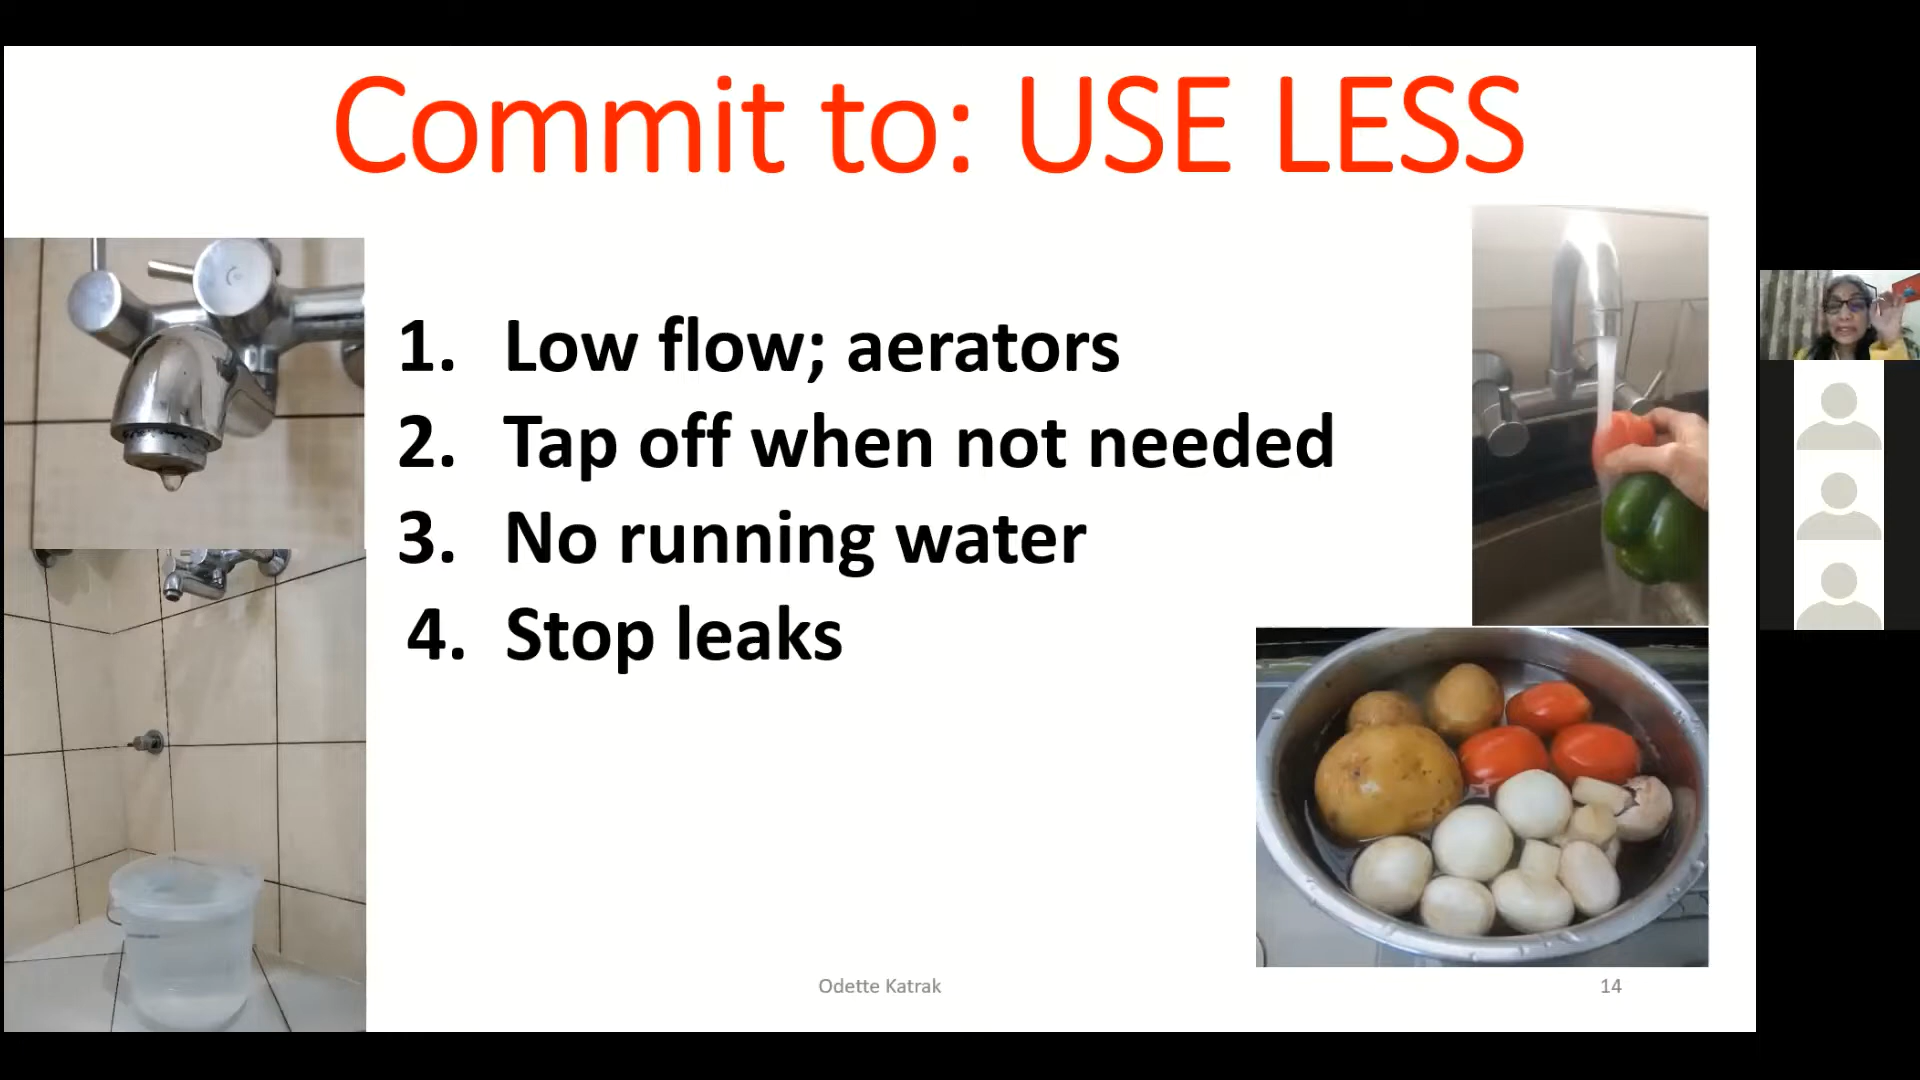 Commit to: USE LESS
1. Low flow; aerators
2. Tap off when not needed
3. No running water
4. Stop leaks
Odette Katrak
14